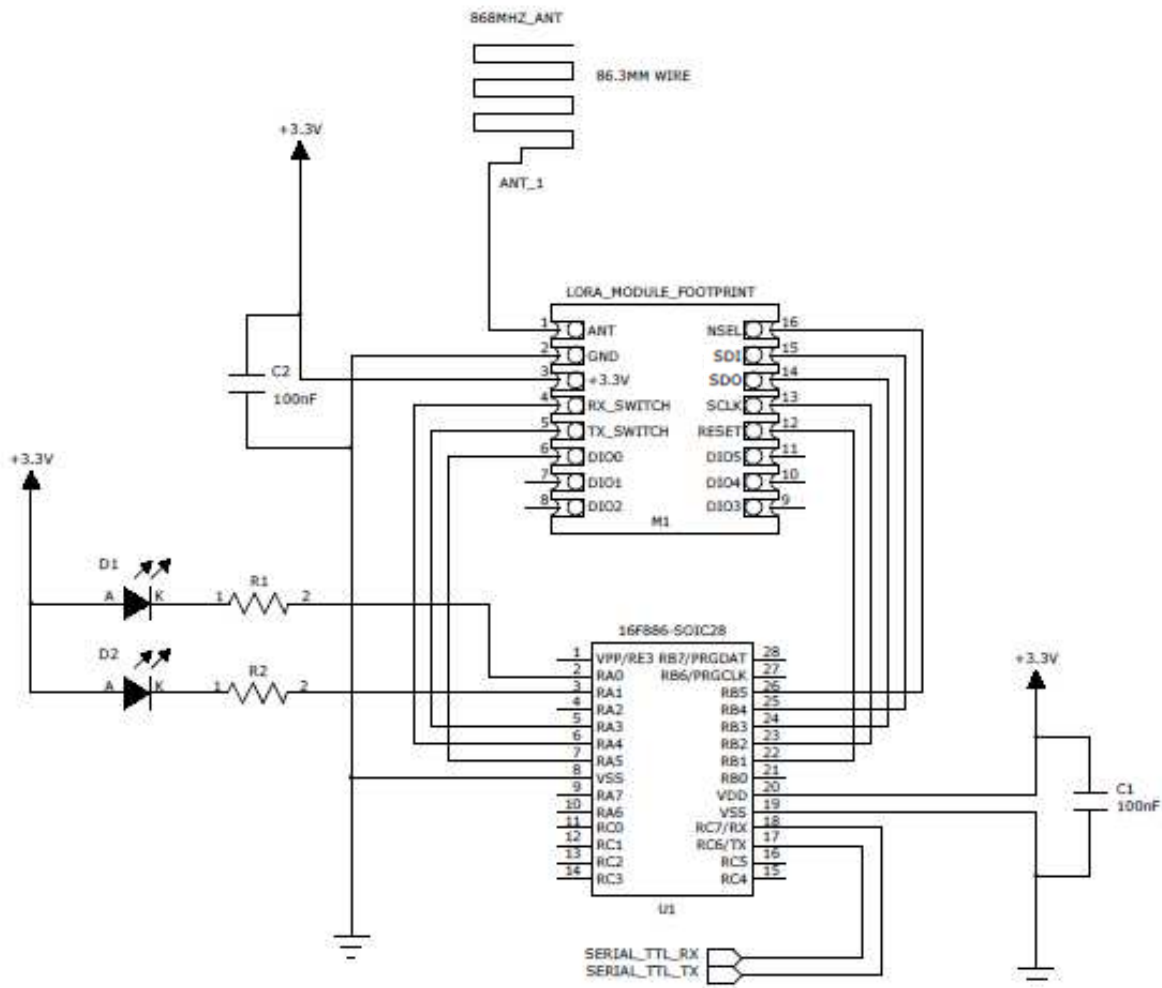 868MHZ_ANT
86.3MM WIRE
+3.3V
ANT_1
LORA_MODULE_FOOTPRINT
1 ANT NSEL 16
2 GND SDI 15
3 +3.3V SDO 14
4 RX_SWITCH SCLK 13
5 TX_SWITCH RESET 12
6 DIO0 DIO5 11
7 DIO1 DIO4 10
8 DIO2 DIO3 9
M1
C2
100nF
+3.3V
D1
A K 1 R1 2
D2
A K 1 R2 2
16F886-SOIC28
1 VPP/RE3 RB7/PRGDAT 28
2 RA0 RB6/PRGCLK 27
3 RA1 RB5 26
4 RA2 RB4 25
5 RA3 RB3 24
6 RA4 RB2 23
7 RA5 RB1 22
8 VSS RB0 21
9 RA7 VDD 20
10 RA6 VSS 19
11 RC0 RC7/RX 18
12 RC1 RC6/TX 17
13 RC2 RC5 16
14 RC3 RC4 15
U1
+3.3V
C1
100nF
SERIAL_TTL_RX
SERIAL_TTL_TX